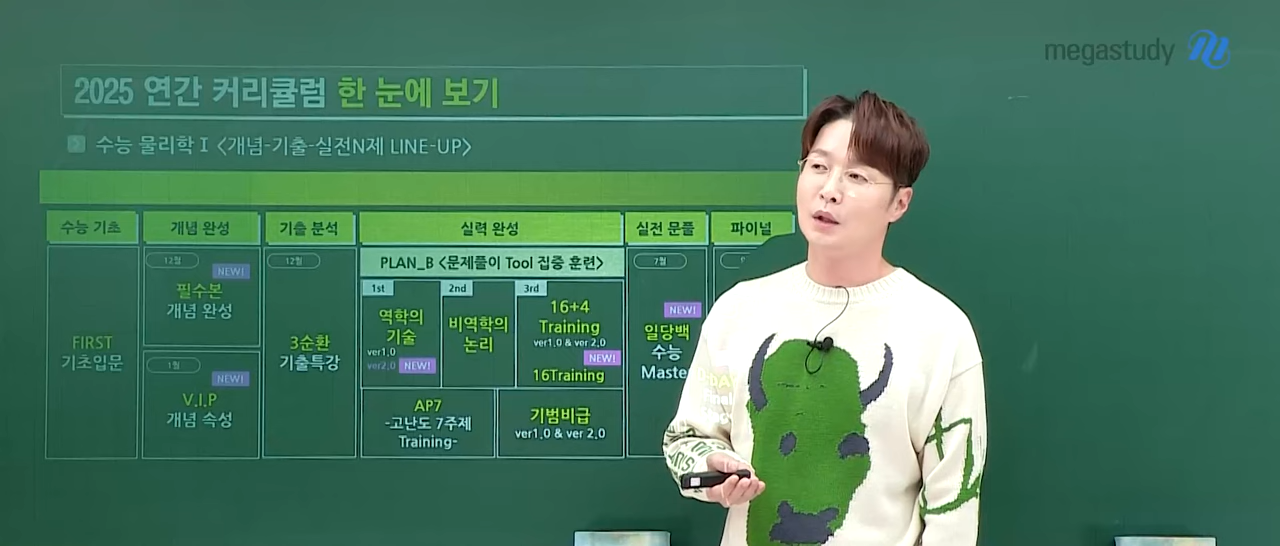 megastudy
2025 연간 커리큘럼 한 눈에 보기
수능 물리학 I <개념-기출-실전N제 LINE-UP>
수능 기초
개념 완성
기출 분석
실력 완성
실전 문풀
파이널
FIRST
기초입문
12월
NEW!
필수본
개념 완성
1월
NEW!
V.I.P
개념 속성
12월
3순환
기출특강
PLAN_B <문제풀이 Tool 집중 훈련>
1st
역학의
기술
ver1.0
ver2.0 NEW!
2nd
비역학의
논리
3rd
16+4
Training
ver1.0 & ver 2.0
NEW!
16Training
AP7
-고난도 7주제
Training-
기범비급
ver1.0 & ver 2.0
7월
NEW!
일당백
수능
Master